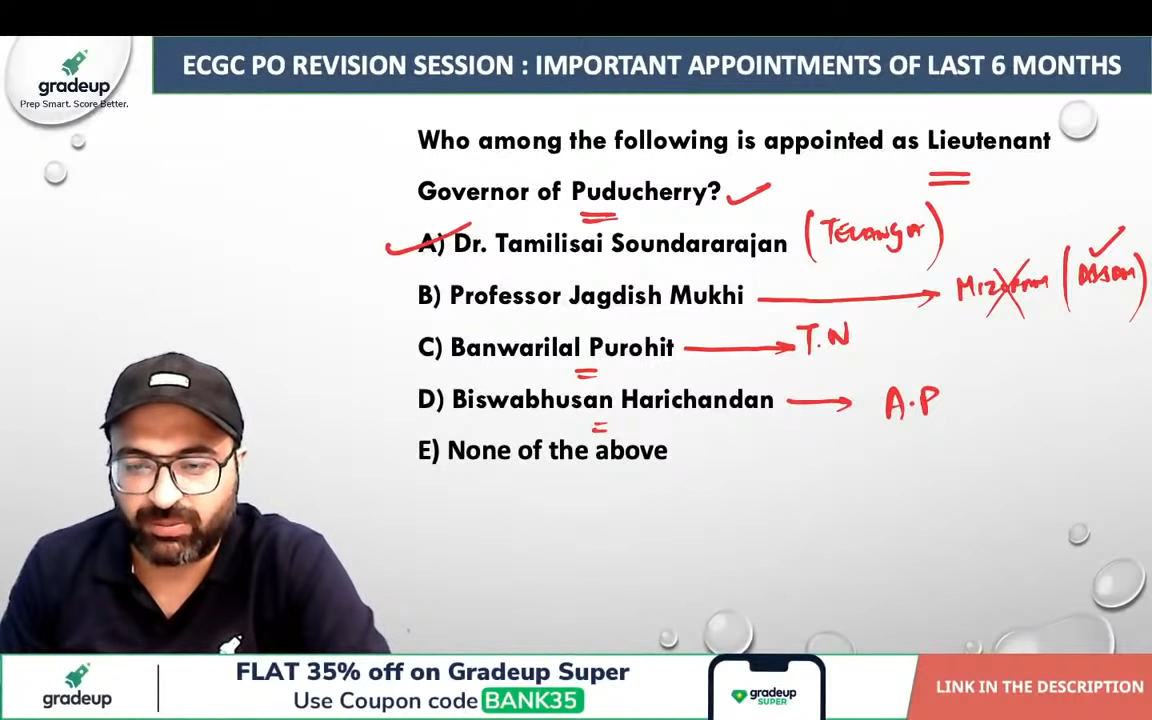 gradeup
Prep Smart. Score Better.
ECGC PO REVISION SESSION : IMPORTANT APPOINTMENTS OF LAST 6 MONTHS
Who among the following is appointed as Lieutenant
Governor of Puducherry?
A) Dr. Tamilisai Soundararajan
B) Professor Jagdish Mukhi
(ASSAM)
C) Banwarilal Purohit
T.N
D) Biswabhusan Harichandan
A.P
E) None of the above
gradeup
FLAT 35% off on Gradeup Super
Use Coupon code BANK35
gradeup
SUPER
LINK IN THE DESCRIPTION